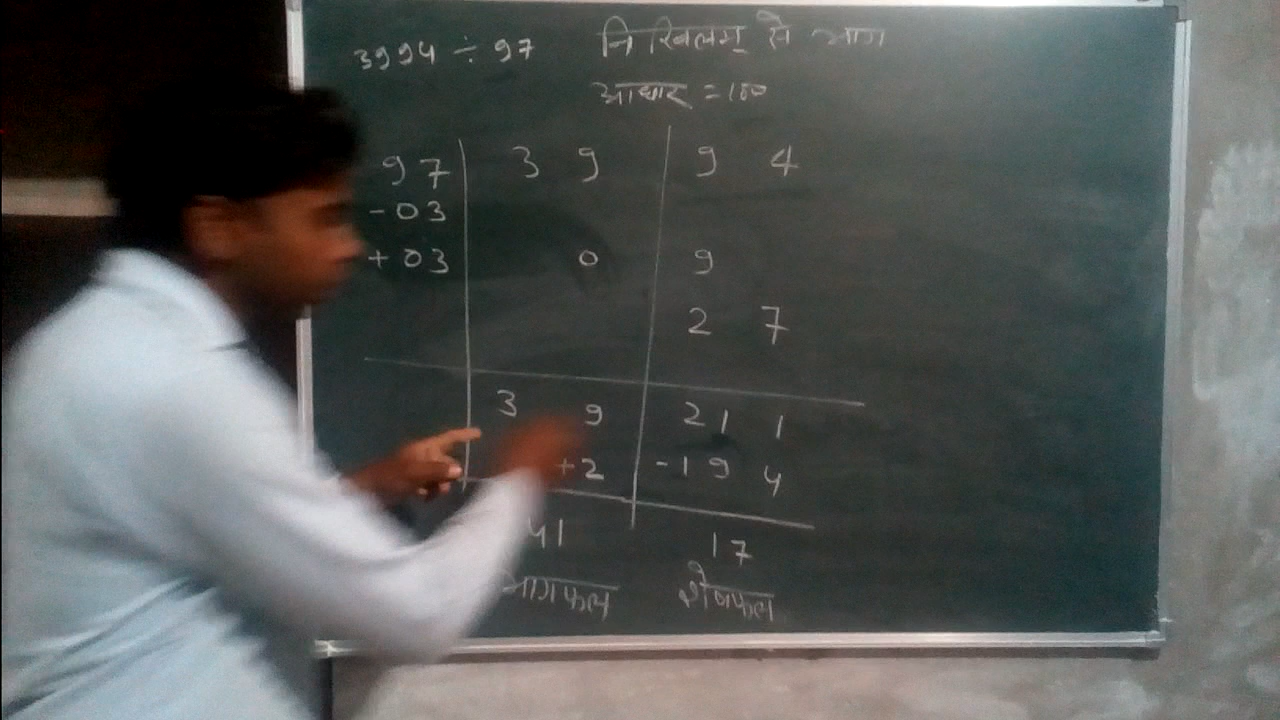 3994 ÷ 97 निखिलम् से भाग
आधार = 100
97 3 9 9 4
- 03
+ 03 0 9
2 7
3 9 21 1
+2 -19 4
41 17
भागफल शेषफल